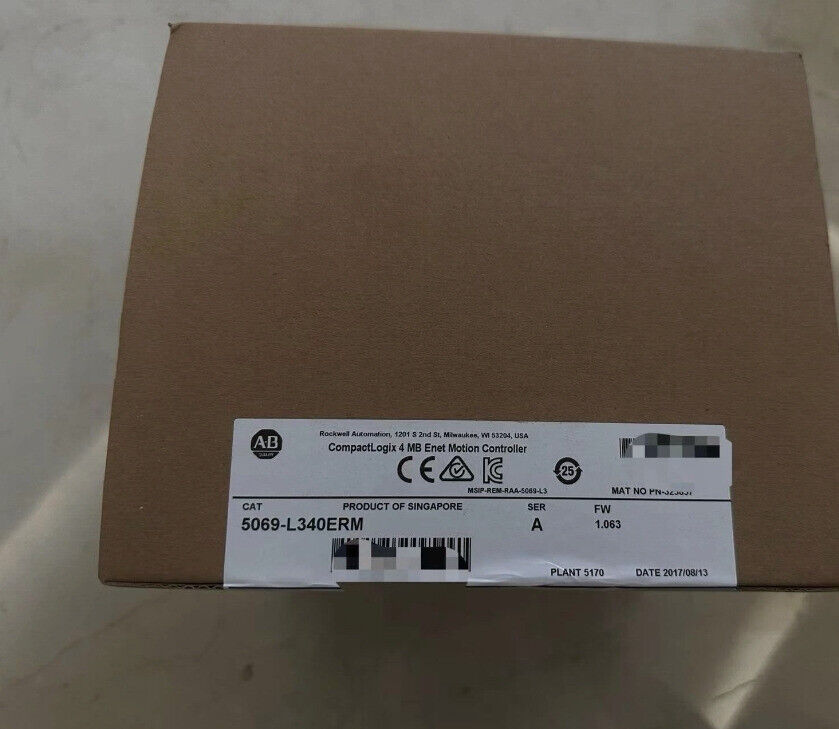 AB
Rockwell Automation, 1201 S 2nd St, Milwaukee, WI 53204, USA
CompactLogix 4 MB Enet Motion Controller
CE
25
MSIP-REM-RAA-5069-L3
MAT NO
CAT PRODUCT OF SINGAPORE SER FW
5069-L340ERM A 1.063
PLANT 5170 DATE 2017/08/13